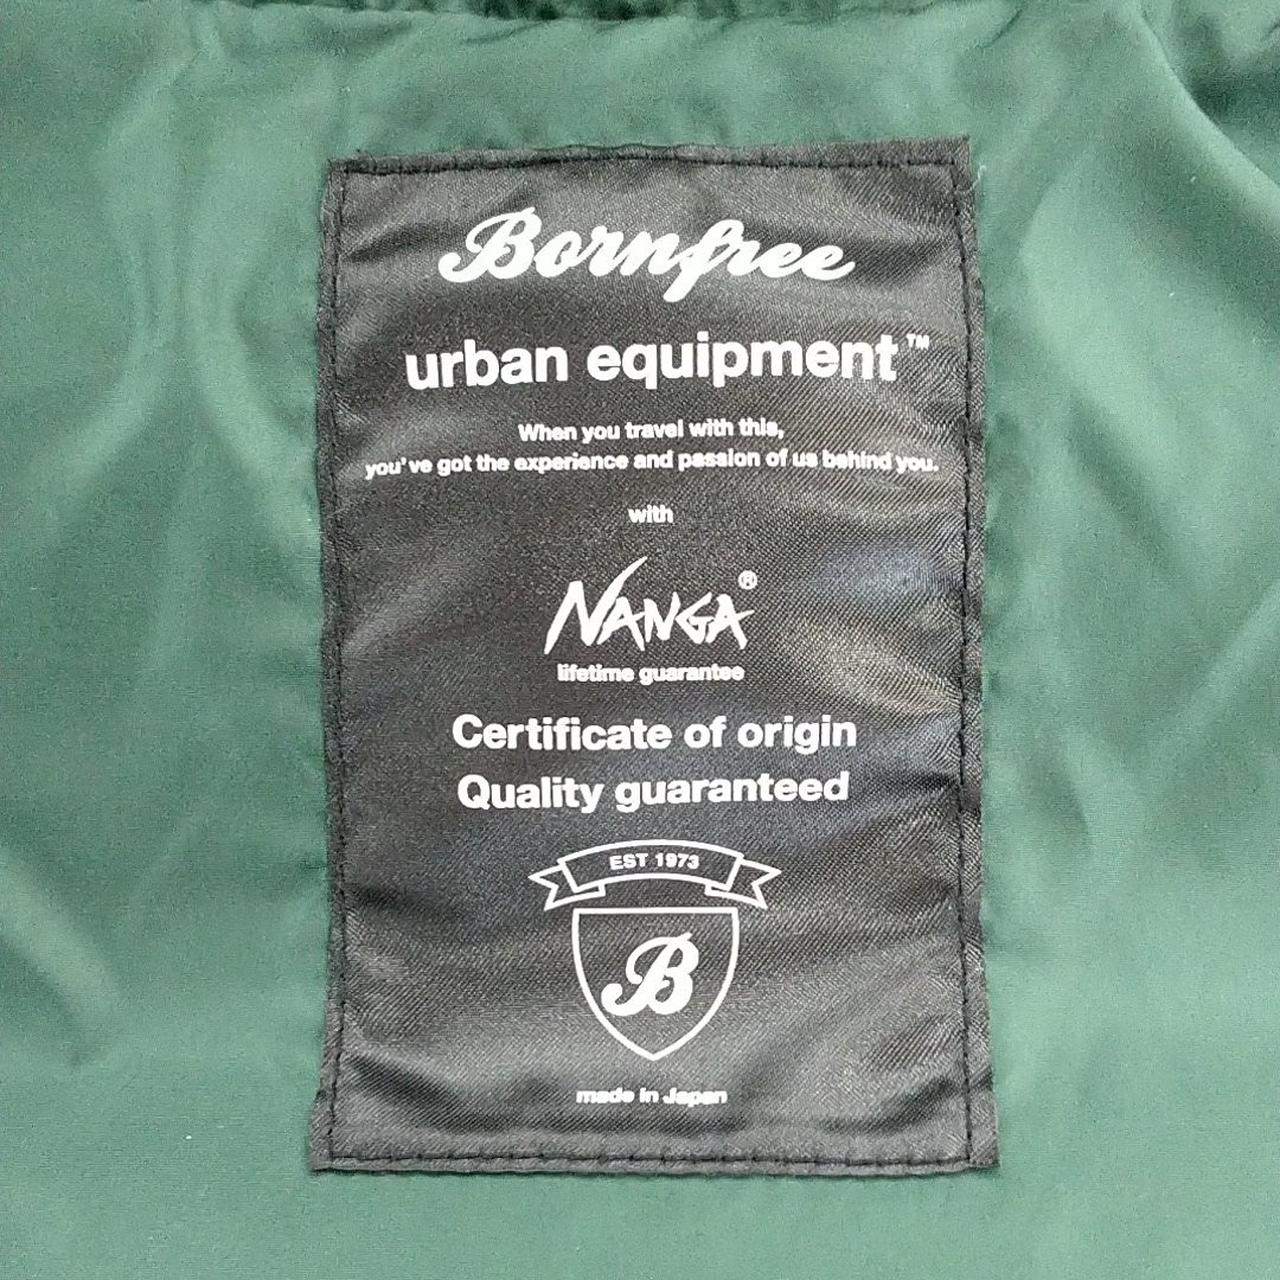 Bornfree
urban equipment™
When you travel with this,
you've got the experience and passion of us behind you.
with
NANGA®
lifetime guarantee
Certificate of origin
Quality guaranteed
EST 1973
B
made in Japan